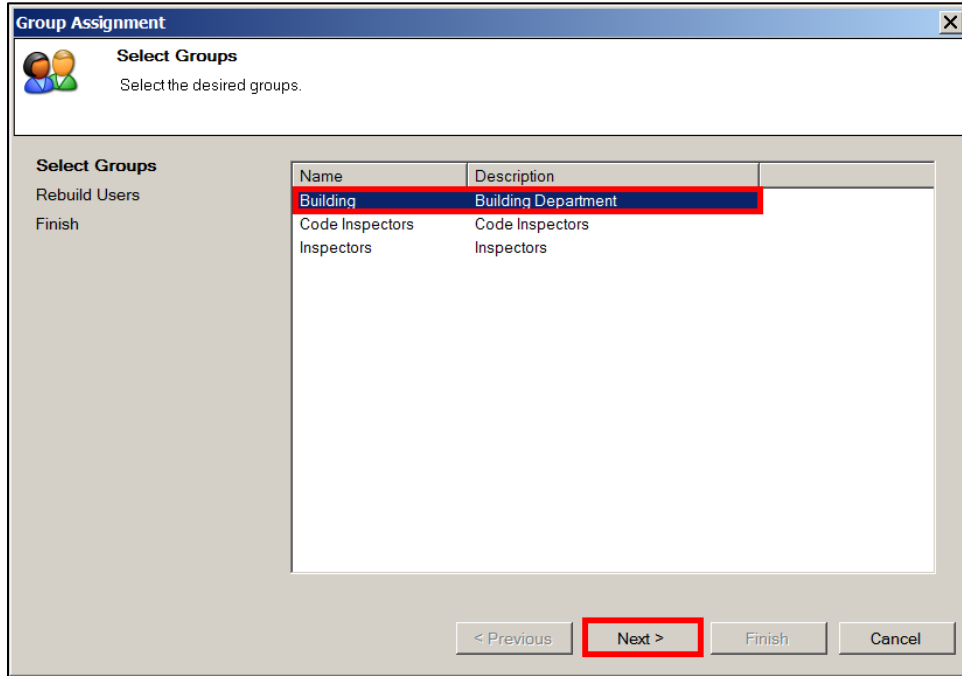 Group Assignment
Select Groups
Select the desired groups.
Select Groups
Rebuild Users
Finish
Name Description
Building Building Department
Code Inspectors Code Inspectors
Inspectors Inspectors
< Previous Next > Finish Cancel